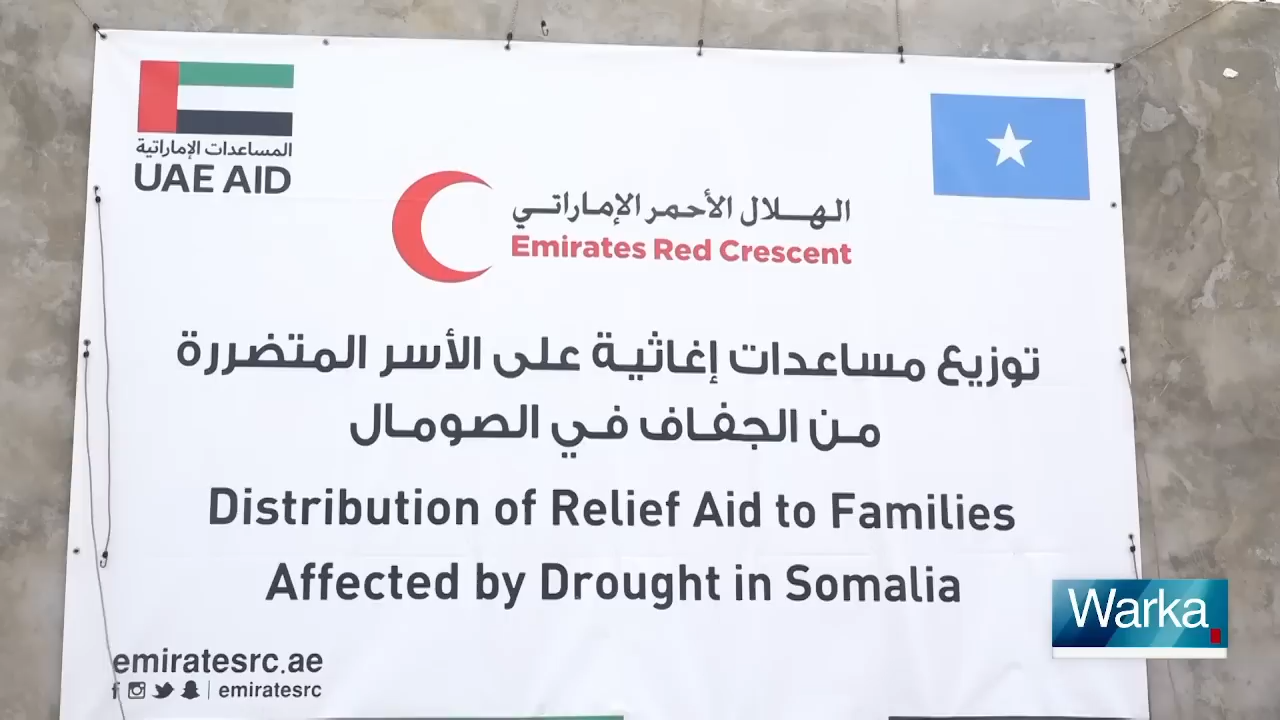 المساعدات الإماراتية
UAE AID
الهلال الأحمر الإماراتي
Emirates Red Crescent
توزيع مساعدات إغاثية على الأسر المتضررة
من الجفاف في الصومال
Distribution of Relief Aid to Families
Affected by Drought in Somalia
emiratesrc.ae
emiratesrc
Warka